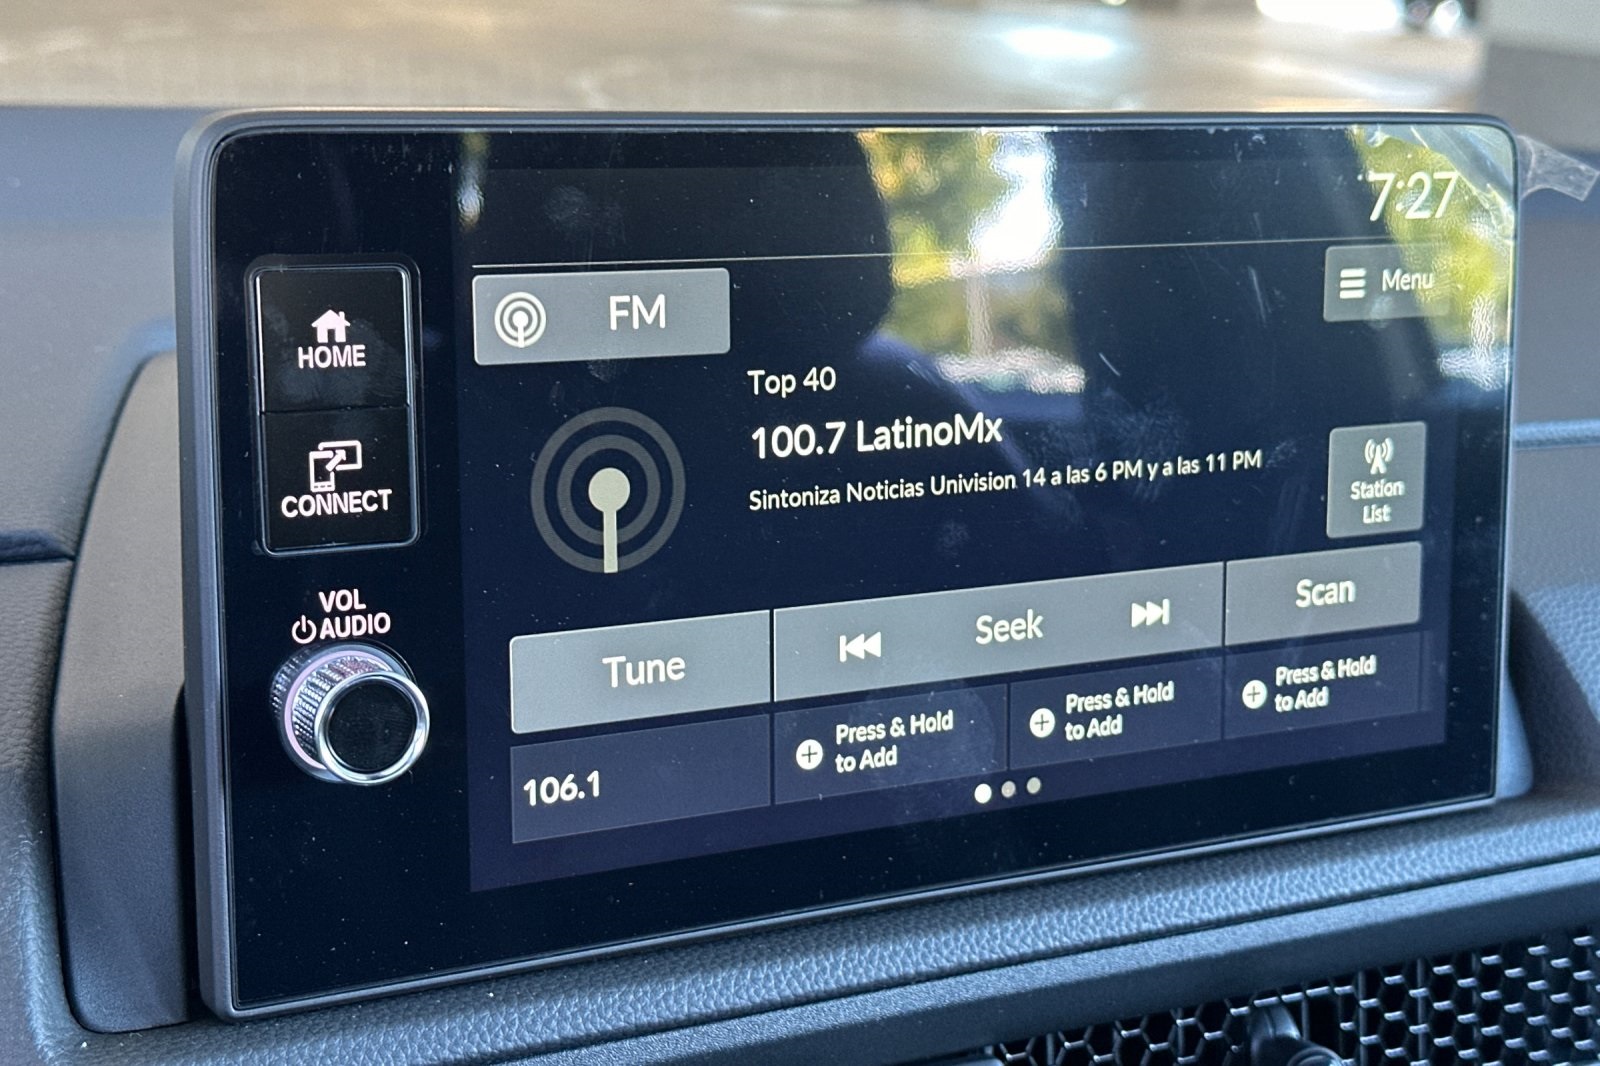 7:27
HOME
CONNECT
VOL
AUDIO
FM
Menu
Top 40
100.7 LatinoMx
Sintoniza Noticias Univision 14 a las 6 PM y a las 11 PM
Station
List
Tune
Seek
Scan
106.1
Press & Hold
to Add
Press & Hold
to Add
Press & Hold
to Add